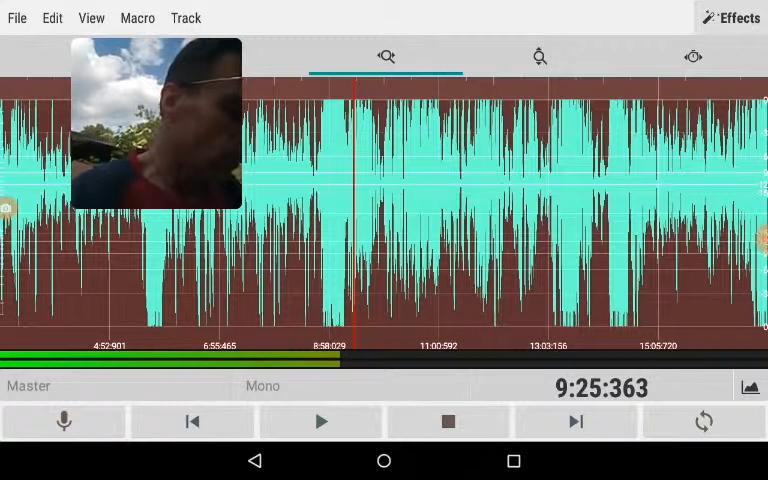 File Edit View Macro Track Effects
4:52:901 6:55:465 8:58:029 11:00:592 13:03:156 15:05:720
Master Mono 9:25:363